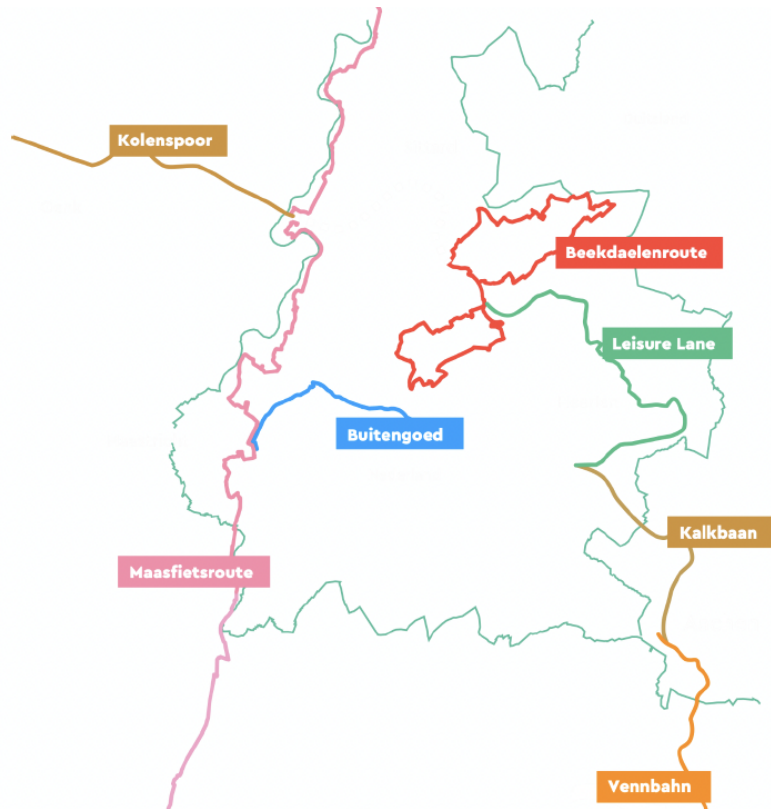 Kolenspoor
Beekdaelenroute
Leisure Lane
Buitengoed
Kalkbaan
Maasfietsroute
Vennbahn